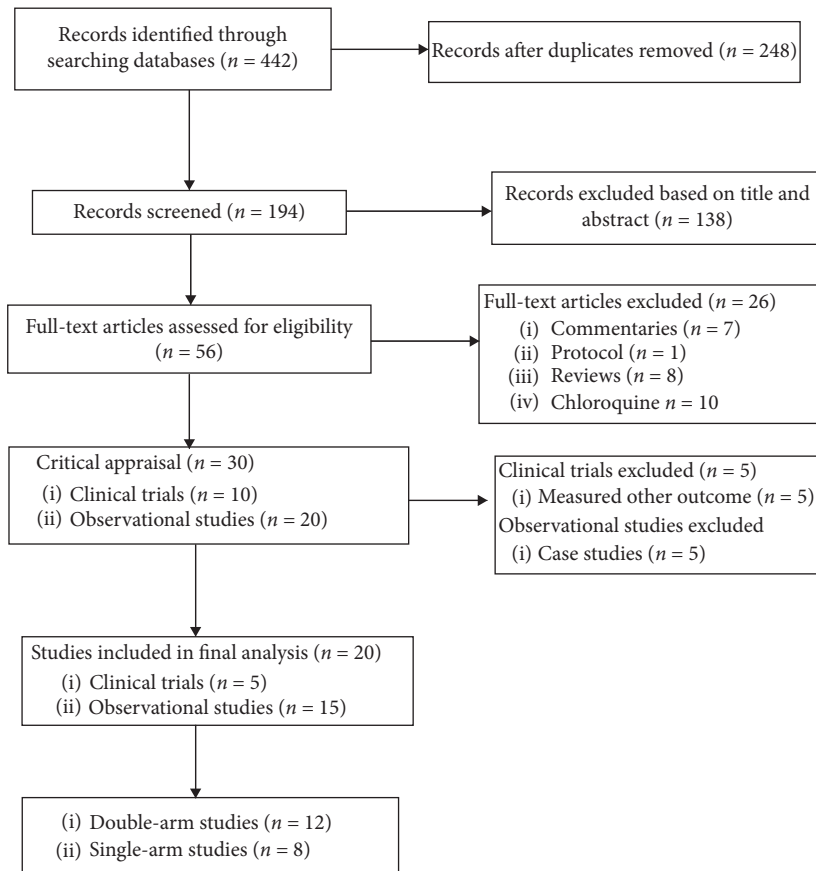 Records identified through
searching databases (n = 442)
Records after duplicates removed (n = 248)
Records screened (n = 194)
Records excluded based on title and
abstract (n = 138)
Full-text articles assessed for eligibility
(n = 56)
Full-text articles excluded (n = 26)
(i) Commentaries (n = 7)
(ii) Protocol (n = 1)
(iii) Reviews (n = 8)
(iv) Chloroquine n = 10
Critical appraisal (n = 30)
(i) Clinical trials (n = 10)
(ii) Observational studies (n = 20)
Clinical trials excluded (n = 5)
(i) Measured other outcome (n = 5)
Observational studies excluded
(i) Case studies (n = 5)
Studies included in final analysis (n = 20)
(i) Clinical trials (n = 5)
(ii) Observational studies (n = 15)
(i) Double-arm studies (n = 12)
(ii) Single-arm studies (n = 8)